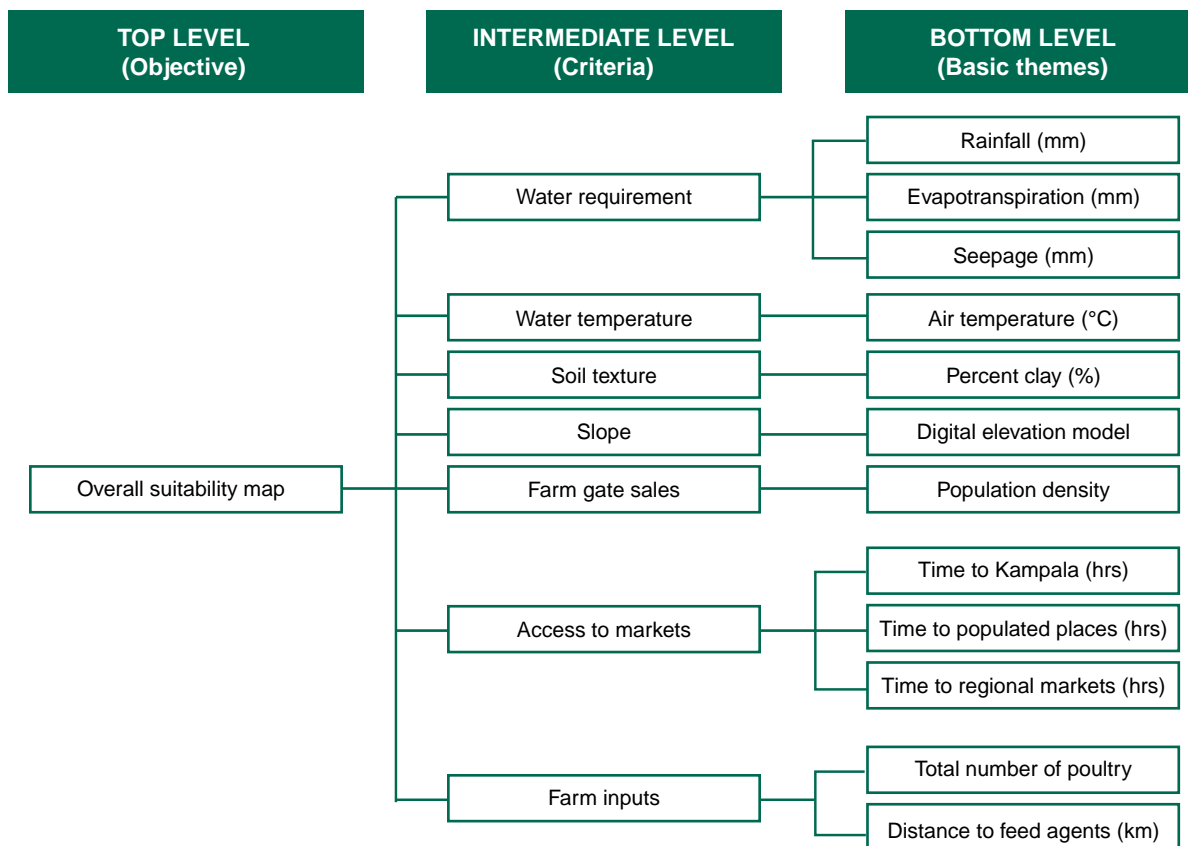 TOP LEVEL
(Objective)
INTERMEDIATE LEVEL
(Criteria)
BOTTOM LEVEL
(Basic themes)
Overall suitability map
Water requirement
Water temperature
Soil texture
Slope
Farm gate sales
Access to markets
Farm inputs
Rainfall (mm)
Evapotranspiration (mm)
Seepage (mm)
Air temperature (°C)
Percent clay (%)
Digital elevation model
Population density
Time to Kampala (hrs)
Time to populated places (hrs)
Time to regional markets (hrs)
Total number of poultry
Distance to feed agents (km)